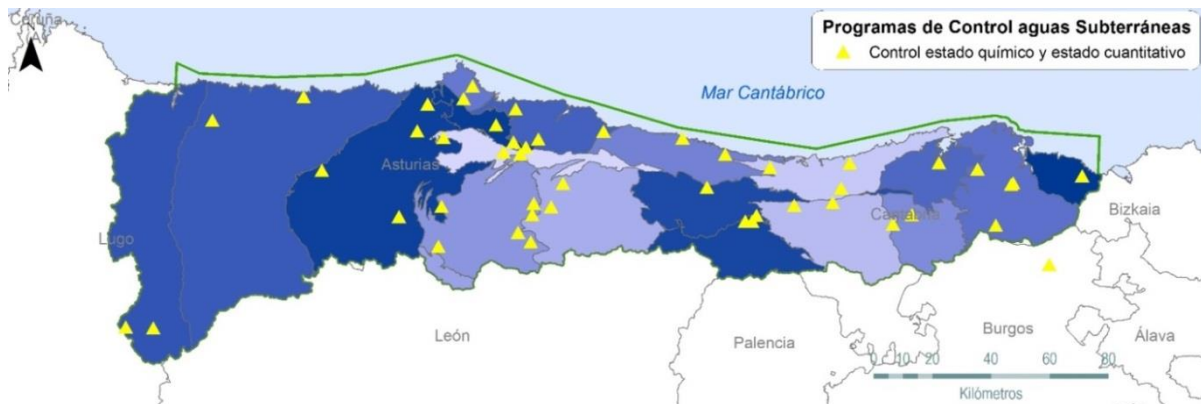 Coruña
Programas de Control aguas Subterráneas
Control estado químico y estado cuantitativo
Mar Cantábrico
Asturias
Lugo
Cantabria
Bizkaia
León
Palencia
Burgos
Álava
0 10 20 40 60 80
Kilómetros